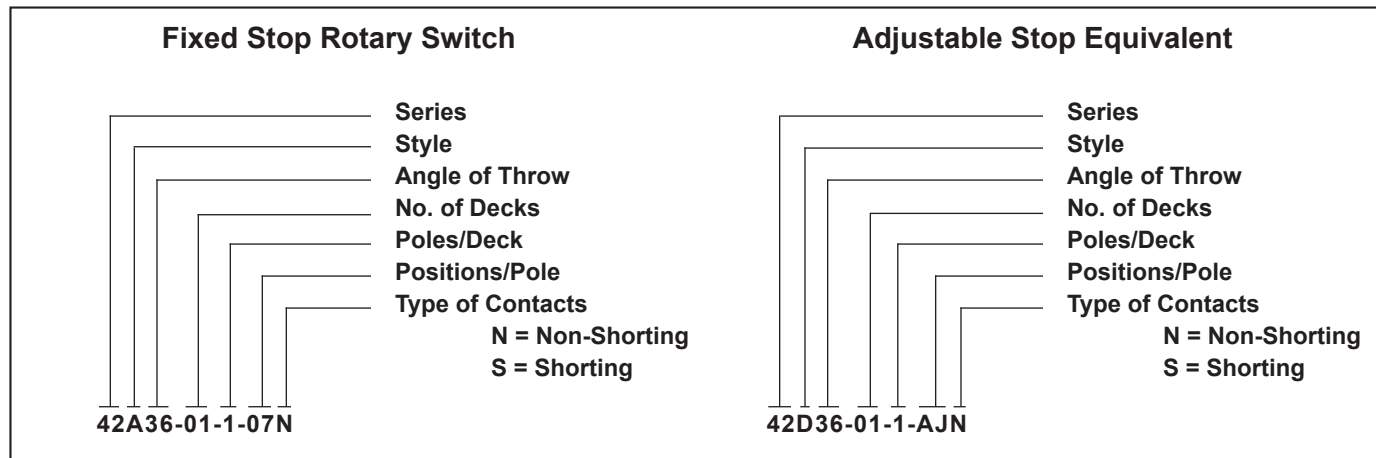 Fixed Stop Rotary Switch
Series
Style
Angle of Throw
No. of Decks
Poles/Deck
Positions/Pole
Type of Contacts
N = Non-Shorting
S = Shorting
42A36-01-1-07N
Adjustable Stop Equivalent
Series
Style
Angle of Throw
No. of Decks
Poles/Deck
Positions/Pole
Type of Contacts
N = Non-Shorting
S = Shorting
42D36-01-1-AJN